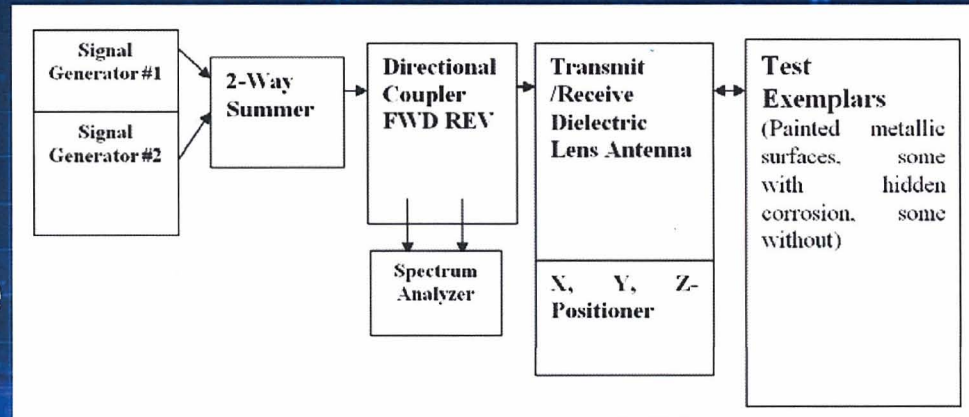 Signal
Generator #1
Signal
Generator #2
2-Way
Summer
Directional
Coupler
FWD REV
Spectrum
Analyzer
Transmit
/Receive
Dielectric
Lens Antenna
X, Y, Z-
Positioner
Test
Exemplars
(Painted metallic
surfaces, some
with hidden
corrosion, some
without)